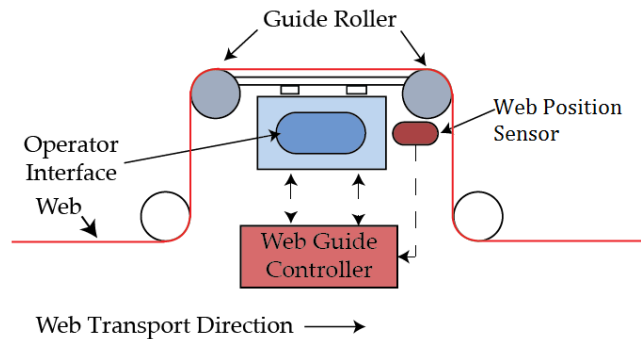 Guide Roller
Web Position
Sensor
Operator
Interface
Web
Web Guide
Controller
Web Transport Direction